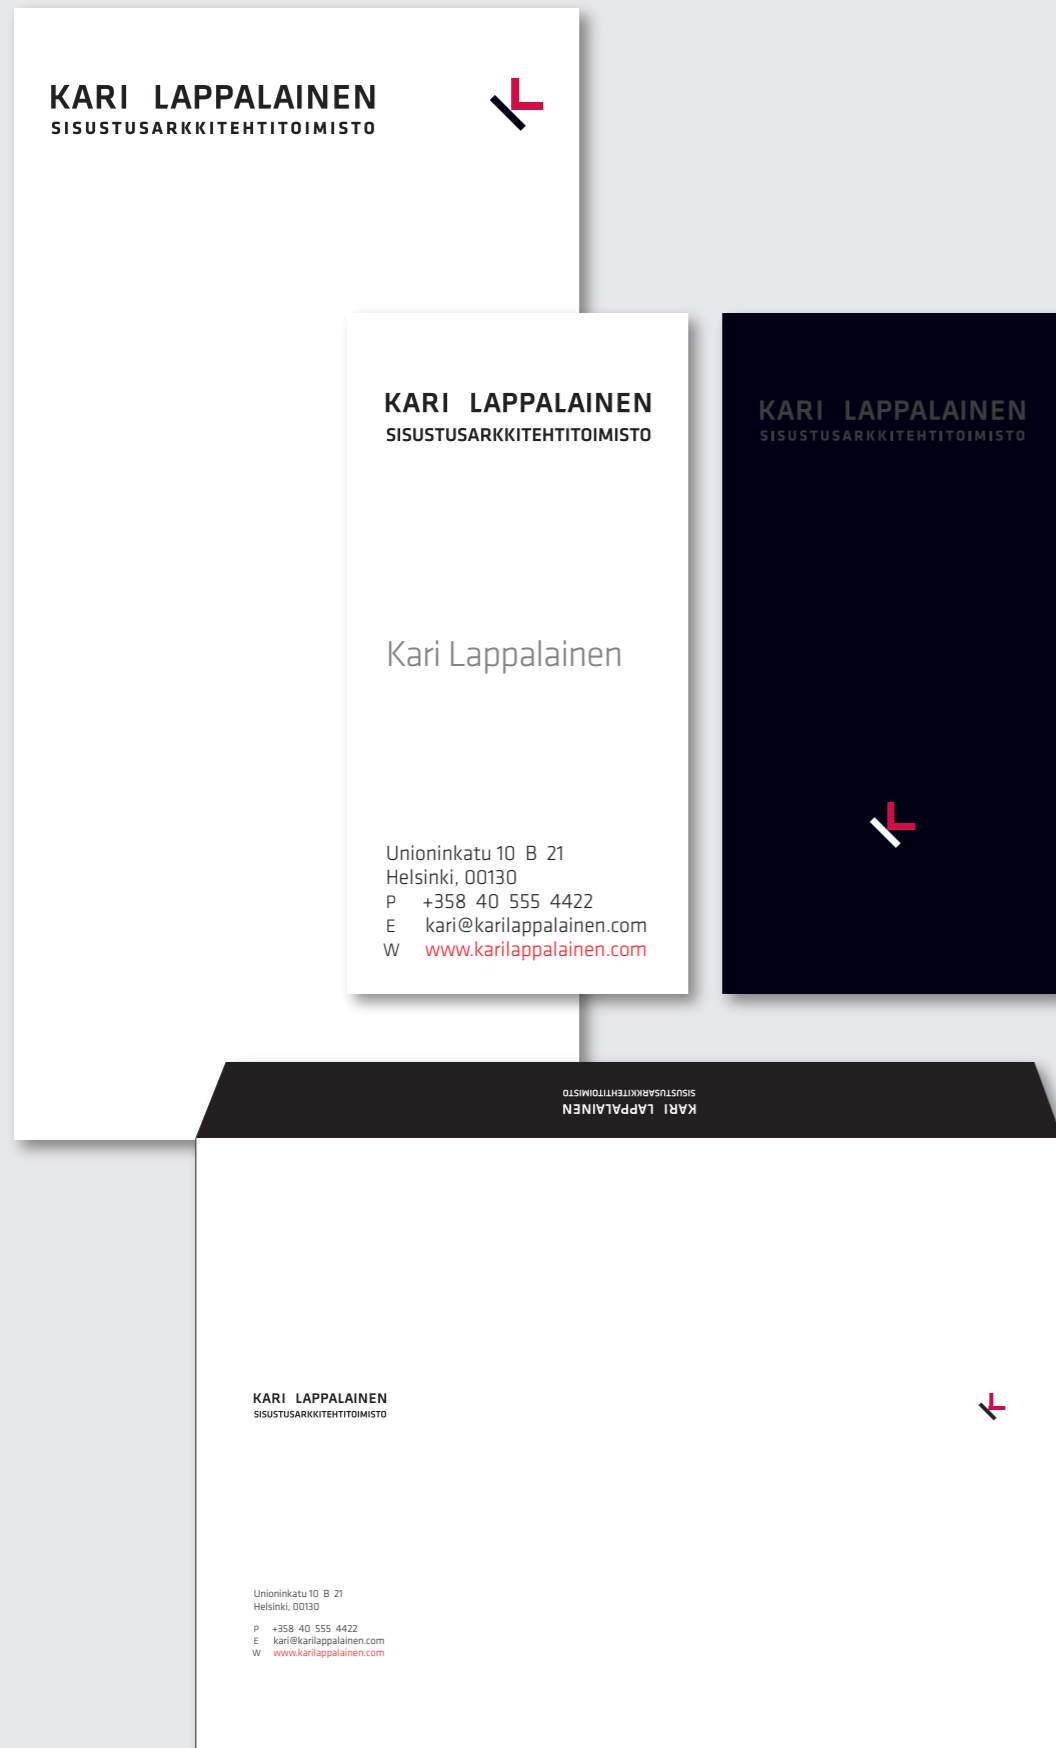 KARI LAPPALAINEN
SISUSTUSARKKITEHTITOIMISTO
KARI LAPPALAINEN
SISUSTUSARKKITEHTITOIMISTO
Kari Lappalainen
Unioninkatu 10 B 21
Helsinki, 00130
P +358 40 555 4422
E kari@karilappalainen.com
W www.karilappalainen.com
KARI LAPPALAINEN
SISUSTUSARKKITEHTITOIMISTO
KARI LAPPALAINEN
SISUSTUSARKKITEHTITOIMISTO
KARI LAPPALAINEN
SISUSTUSARKKITEHTITOIMISTO
Unioninkatu 10 B 21
Helsinki, 00130
P +358 40 555 4422
E kari@karilappalainen.com
W www.karilappalainen.com